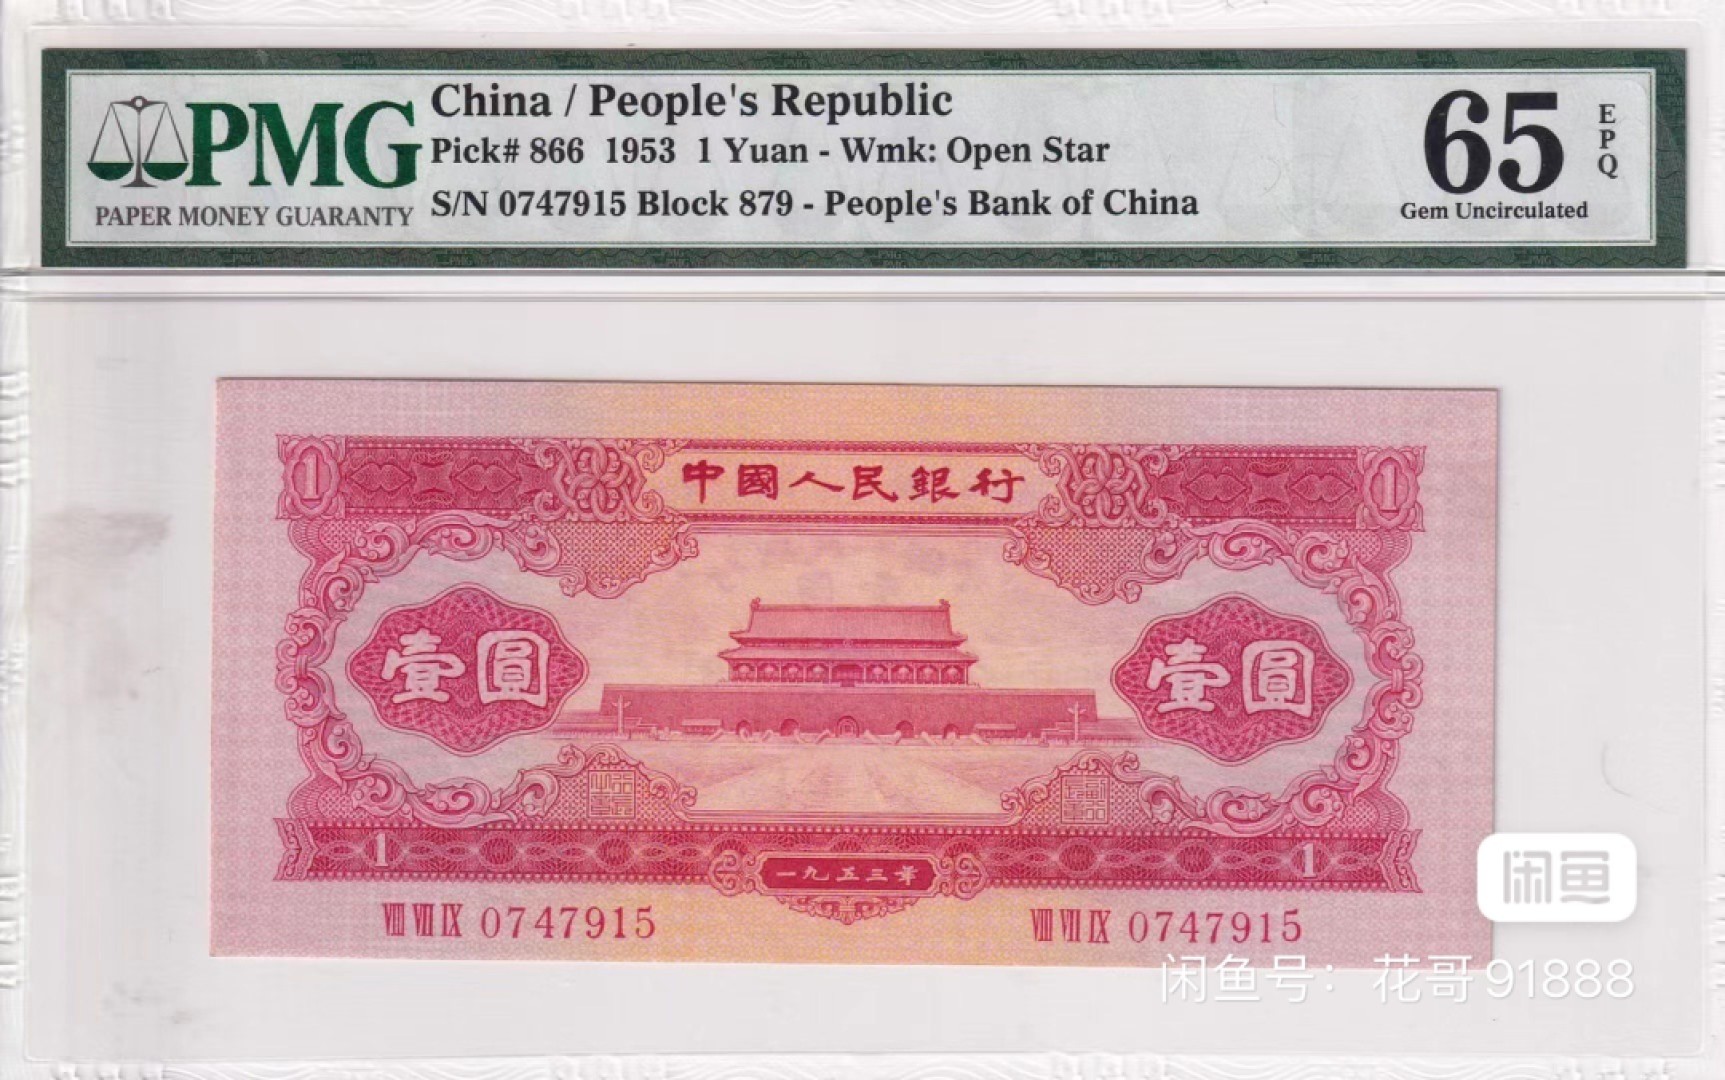 PMG
PAPER MONEY GUARANTY
China / People's Republic
Pick# 866 1953 1 Yuan - Wmk: Open Star
S/N 0747915 Block 879 - People's Bank of China
65
EPQ
Gem Uncirculated
1 中國人民銀行 1
壹圓 壹圓
1 1
一九五三年
VIII VII IX 0747915 VIII VII IX 0747915
闲鱼
闲鱼号：花哥91888